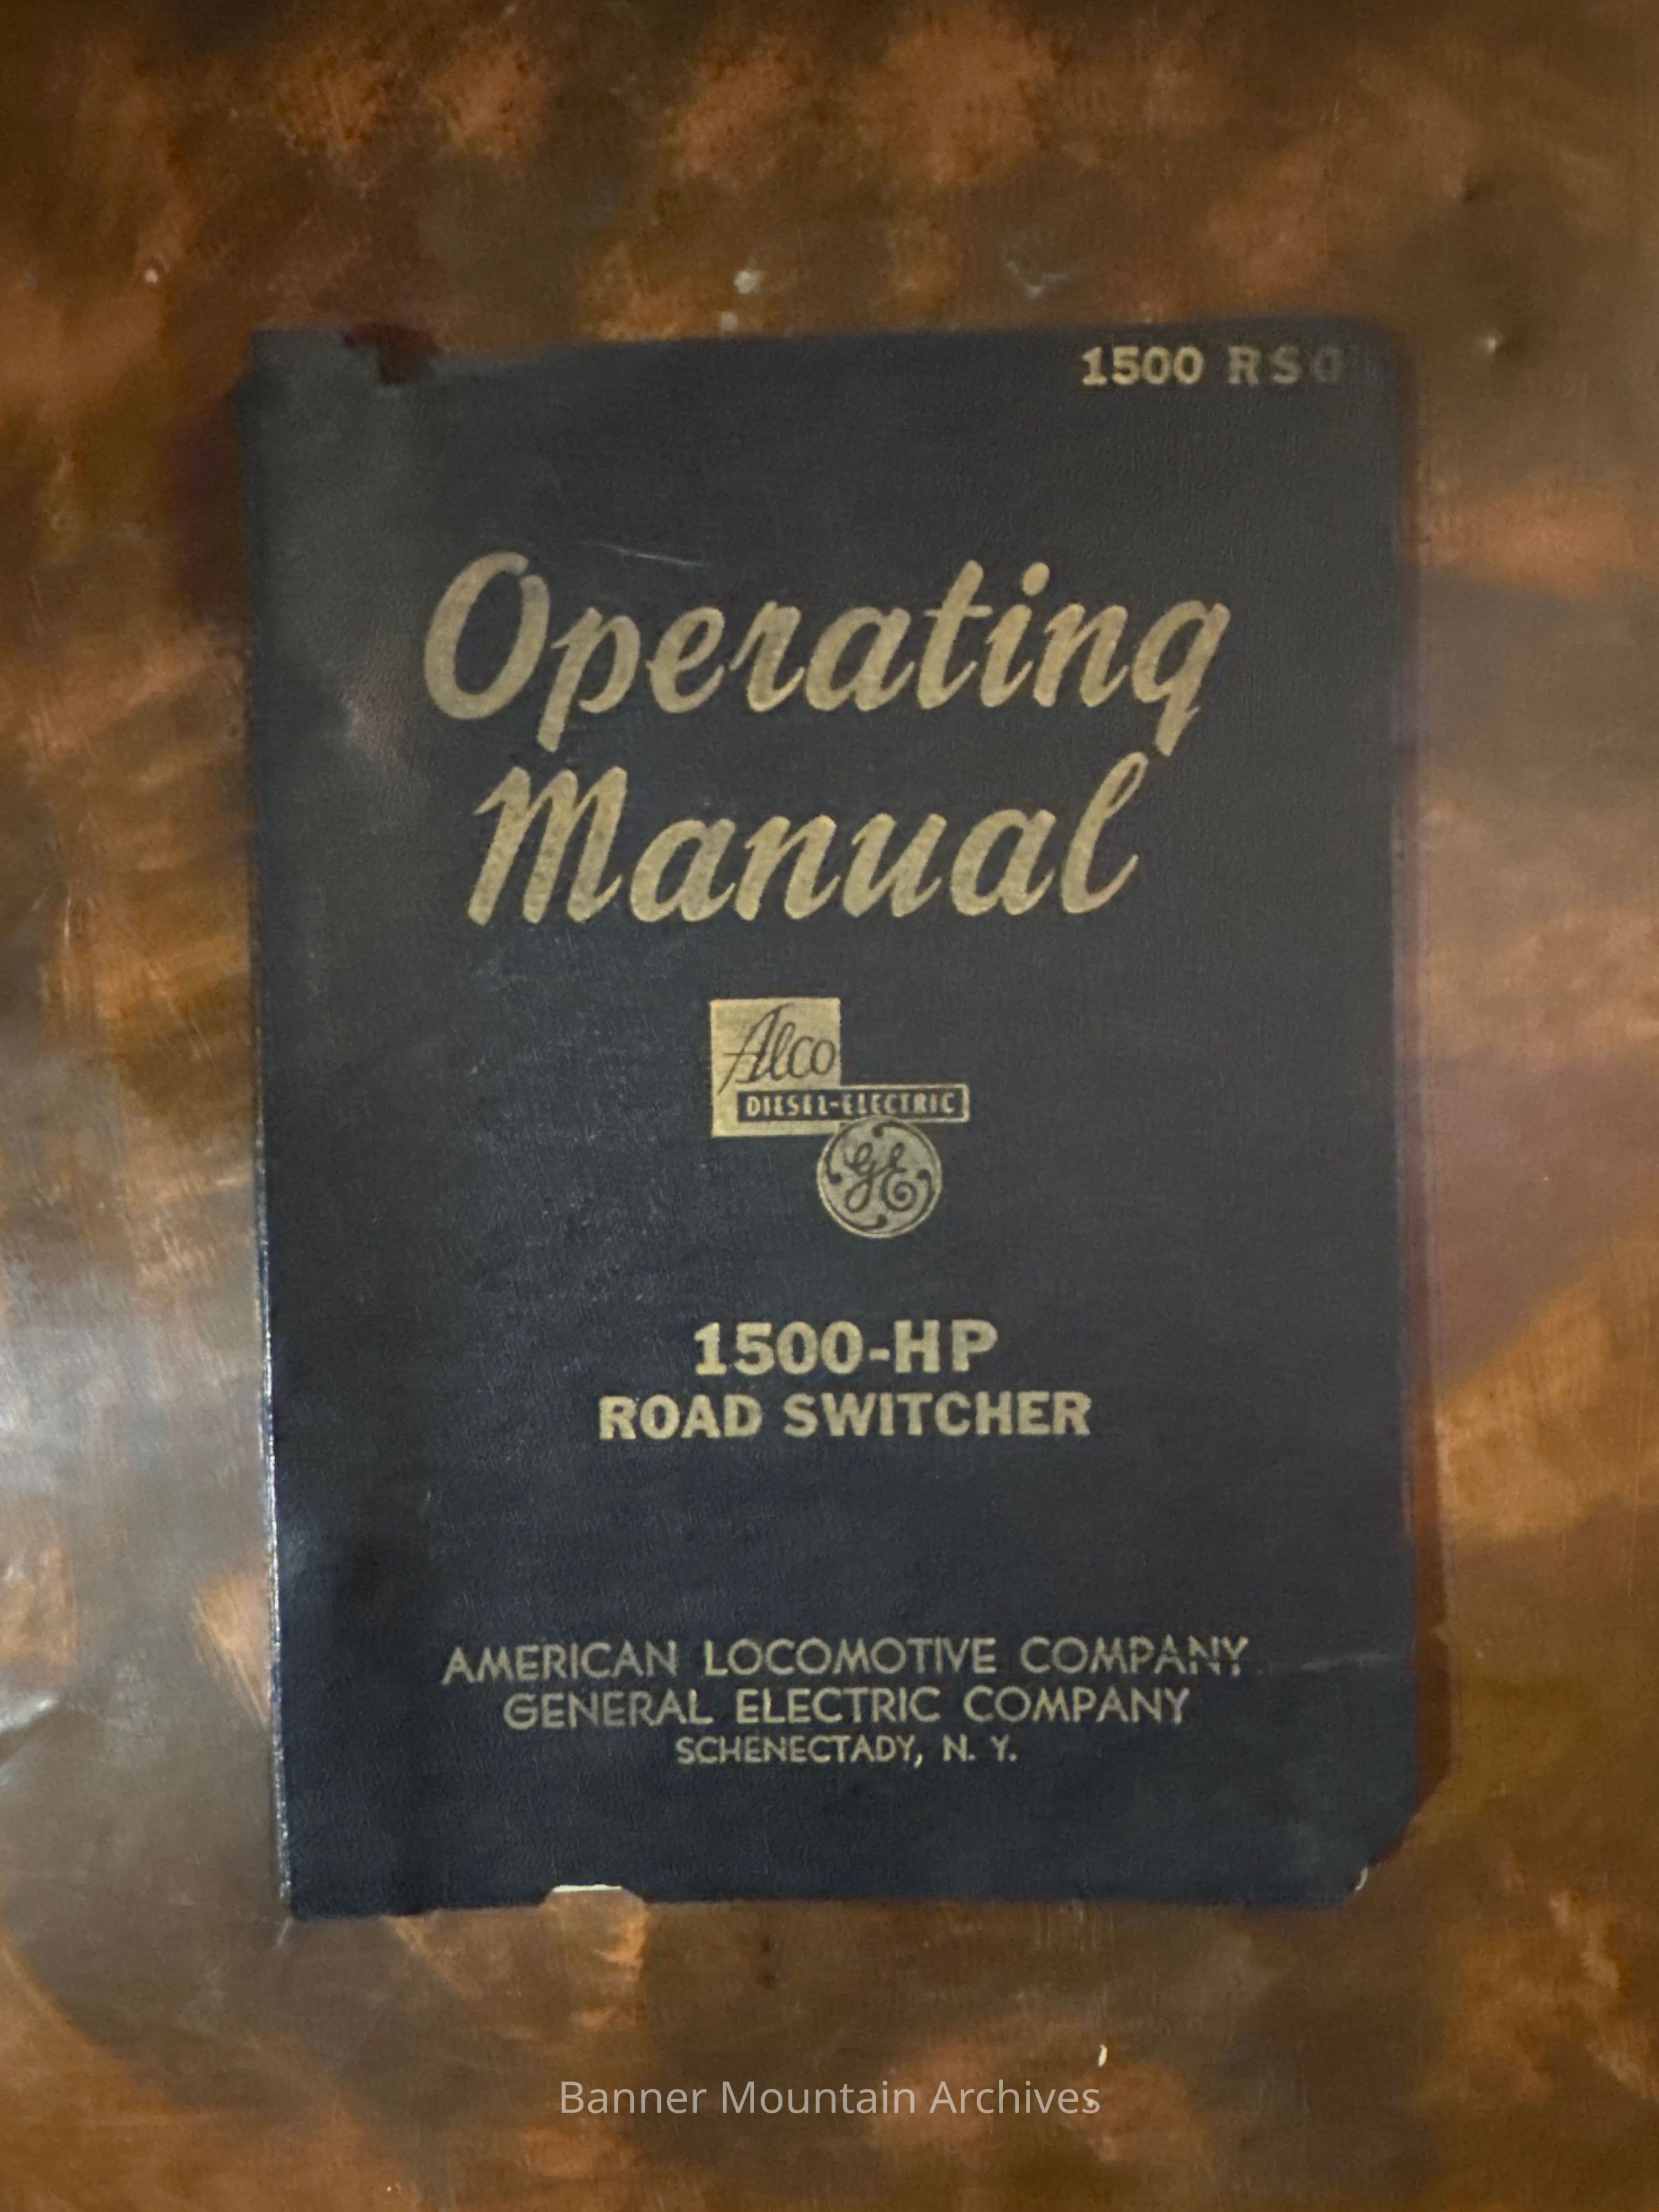 1500 RSO
Operating
Manual
Alco
DIESEL-ELECTRIC
GE
1500-HP
ROAD SWITCHER
AMERICAN LOCOMOTIVE COMPANY
GENERAL ELECTRIC COMPANY
SCHENECTADY, N. Y.
Banner Mountain Archives